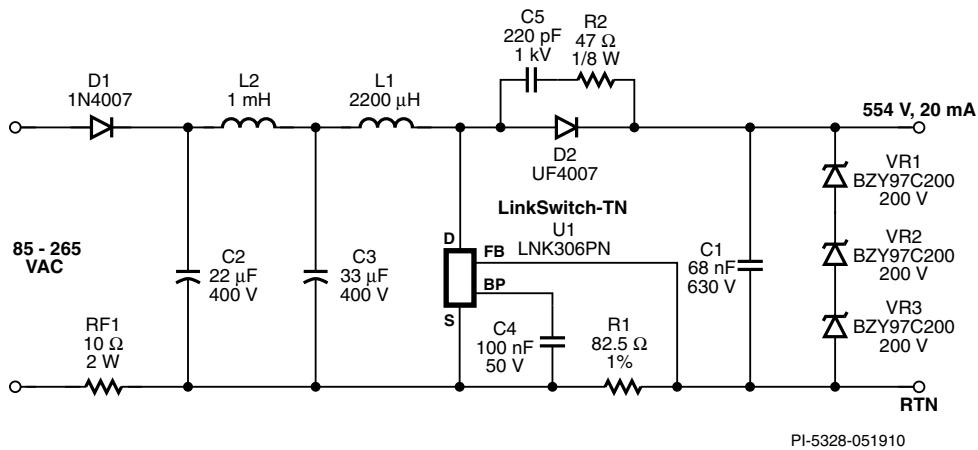 C5
220 pF
1 kV
R2
47 Ω
1/8 W
D1
1N4007
L2
1 mH
L1
2200 μH
554 V, 20 mA
D2
UF4007
VR1
BZY97C200
200 V
LinkSwitch-TN
U1
LNK306PN
D
FB
BP
S
85 - 265
VAC
C2
22 μF
400 V
C3
33 μF
400 V
C1
68 nF
630 V
VR2
BZY97C200
200 V
RF1
10 Ω
2 W
C4
100 nF
50 V
R1
82.5 Ω
1%
VR3
BZY97C200
200 V
RTN
PI-5328-051910